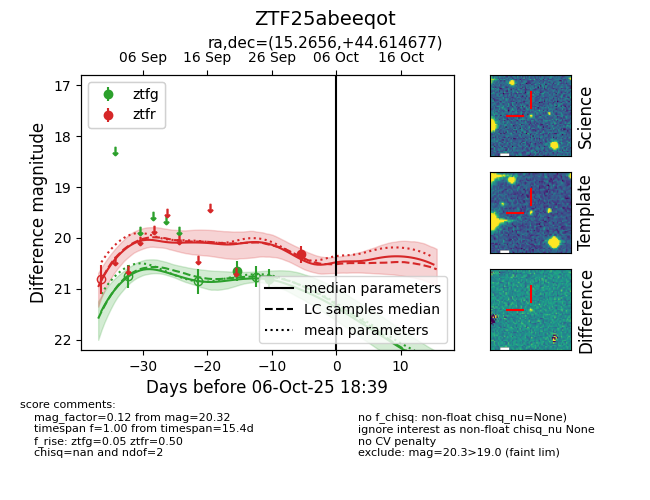 ZTF25abeeqot
ra,dec=(15.2656,+44.614677)
06 Sep 16 Sep 26 Sep 06 Oct 16 Oct
17
18
19
20
21
22
Difference magnitude
ztfg
ztfr
median parameters
LC samples median
mean parameters
−30 −20 −10 0 10
Days before 06-Oct-25 18:39
Science
Template
Difference
score comments:
mag_factor=0.12 from mag=20.32
timespan f=1.00 from timespan=15.4d
f_rise: ztfg=0.05 ztfr=0.50
chisq=nan and ndof=2
no f_chisq: non-float chisq_nu=None)
ignore interest as non-float chisq_nu None
no CV penalty
exclude: mag=20.3>19.0 (faint lim)